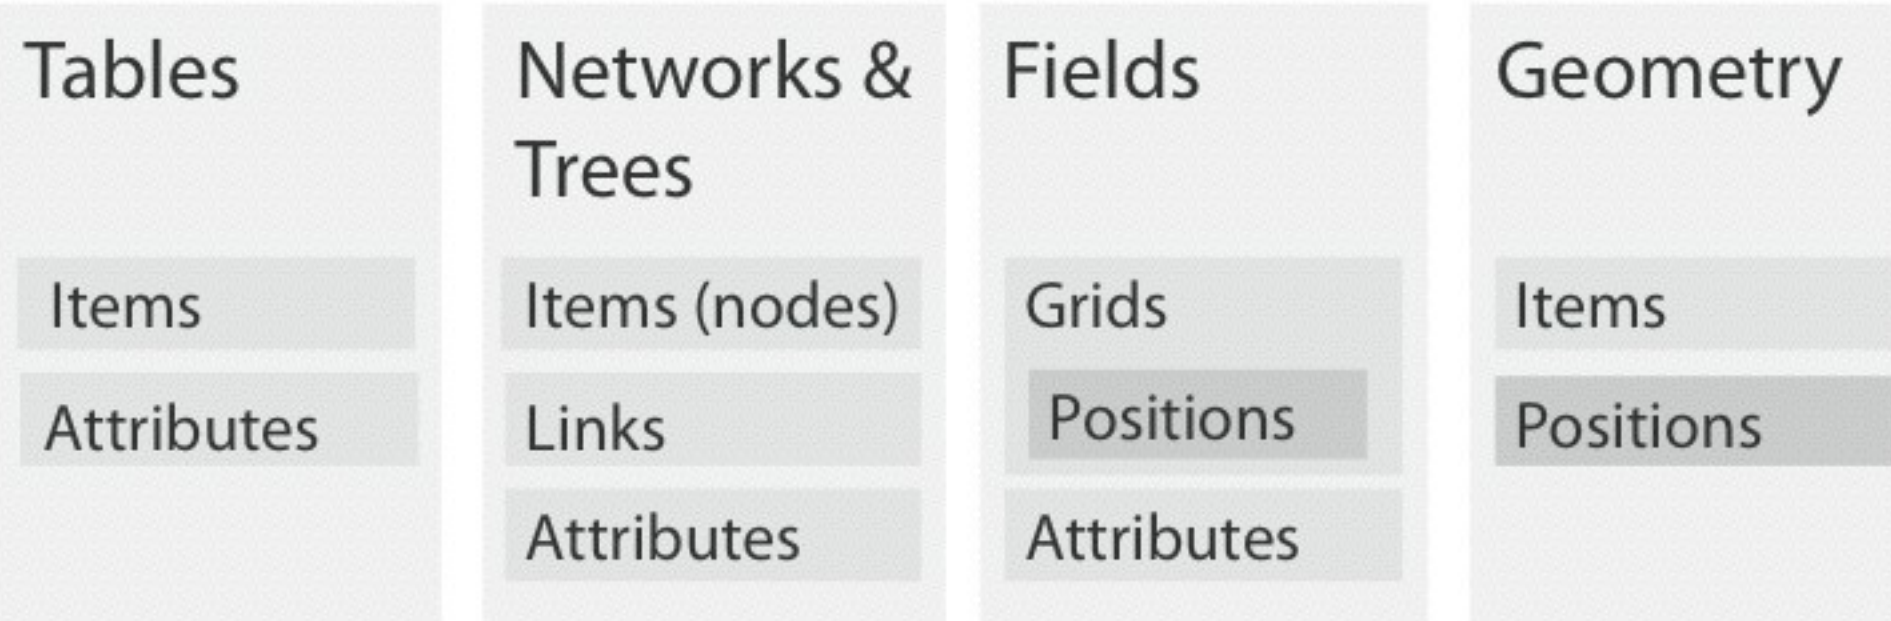 Tables
Items
Attributes
Networks &
Trees
Items (nodes)
Links
Attributes
Fields
Grids
Positions
Attributes
Geometry
Items
Positions